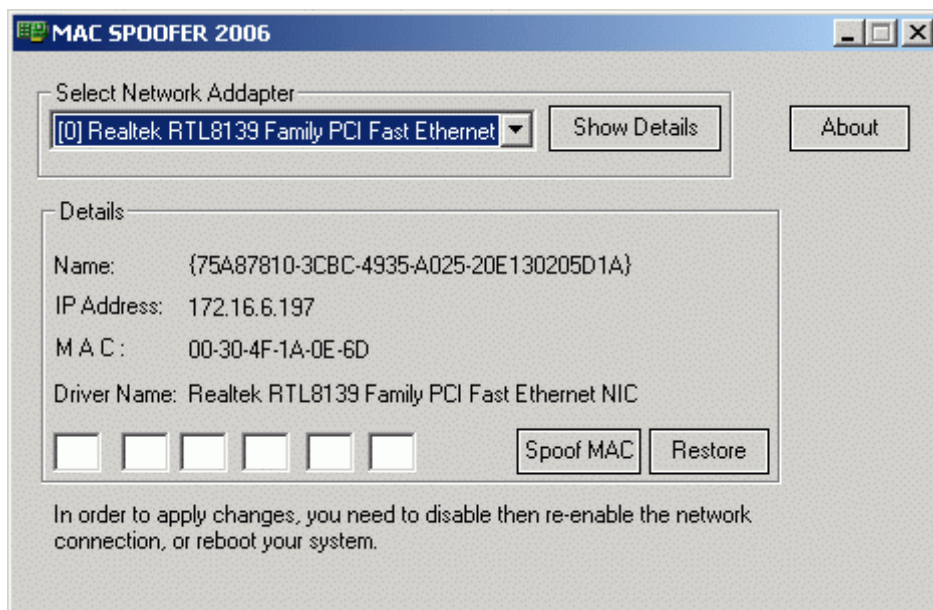 MAC SPOOFER 2006
Select Network Addapter
[0] Realtek RTL8139 Family PCI Fast Ethernet
Show Details
About
Details
Name: {75A87810-3CBC-4935-A025-20E130205D1A}
IP Address: 172.16.6.197
M A C : 00-30-4F-1A-0E-6D
Driver Name: Realtek RTL8139 Family PCI Fast Ethernet NIC
Spoof MAC
Restore
In order to apply changes, you need to disable then re-enable the network
connection, or reboot your system.